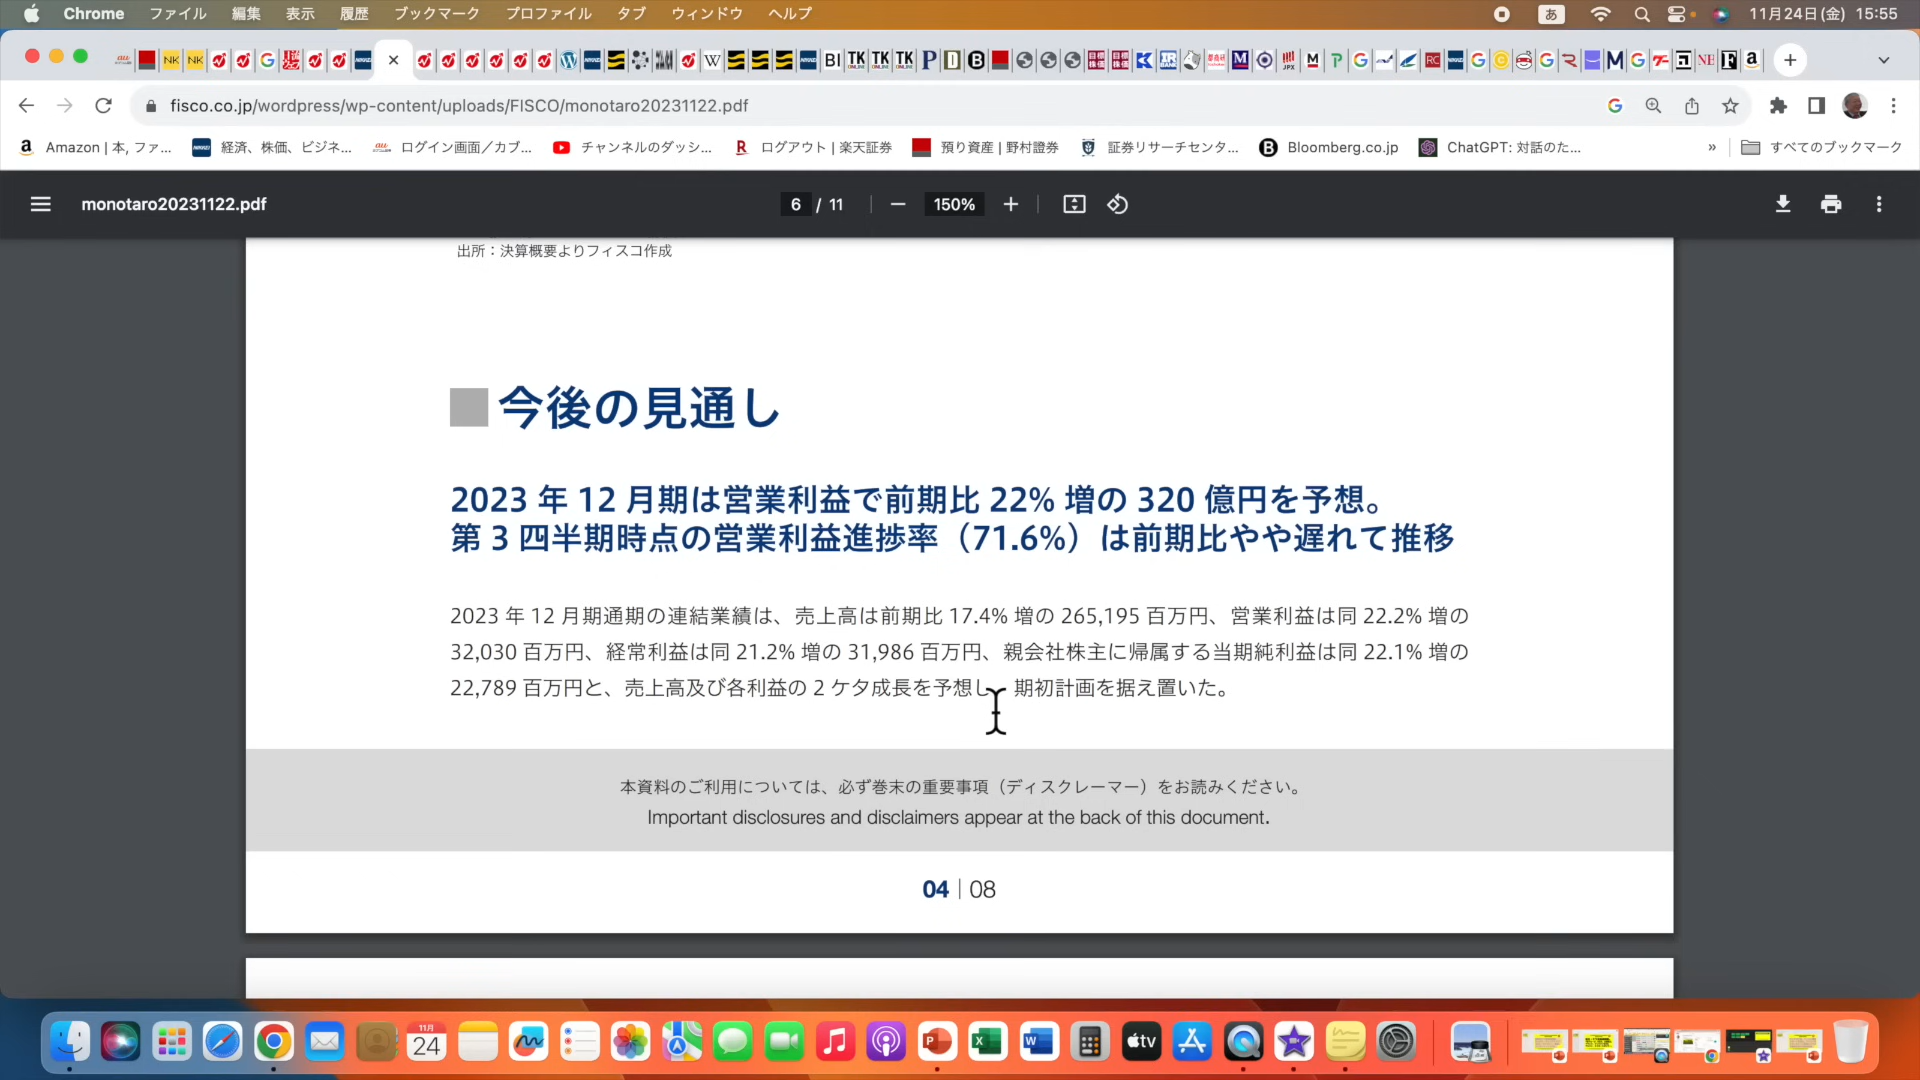 Chrome ファイル 編集 表示 履歴 ブックマーク プロファイル タブ ウィンドウ ヘルプ あ 11月24日(金) 15:55
fisco.co.jp/wordpress/wp-content/uploads/FISCO/monotaro20231122.pdf
Amazon | 本, ファ... 経済、株価、ビジネ... ログイン画面／カブ... チャンネルのダッシ... ログアウト | 楽天証券 預り資産 | 野村證券 証券リサーチセンタ... Bloomberg.co.jp ChatGPT: 対話のた... » すべてのブックマーク
monotaro20231122.pdf 6 / 11 150%
出所：決算概要よりフィスコ作成
今後の見通し
2023 年 12 月期は営業利益で前期比 22% 増の 320 億円を予想。
第 3 四半期時点の営業利益進捗率（71.6%）は前期比やや遅れて推移
2023 年 12 月期通期の連結業績は、売上高は前期比 17.4% 増の 265,195 百万円、営業利益は同 22.2% 増の
32,030 百万円、経常利益は同 21.2% 増の 31,986 百万円、親会社株主に帰属する当期純利益は同 22.1% 増の
22,789 百万円と、売上高及び各利益の 2 ケタ成長を予想し 期初計画を据え置いた。
本資料のご利用については、必ず巻末の重要事項（ディスクレーマー）をお読みください。
Important disclosures and disclaimers appear at the back of this document.
04 | 08
11月
24
tv